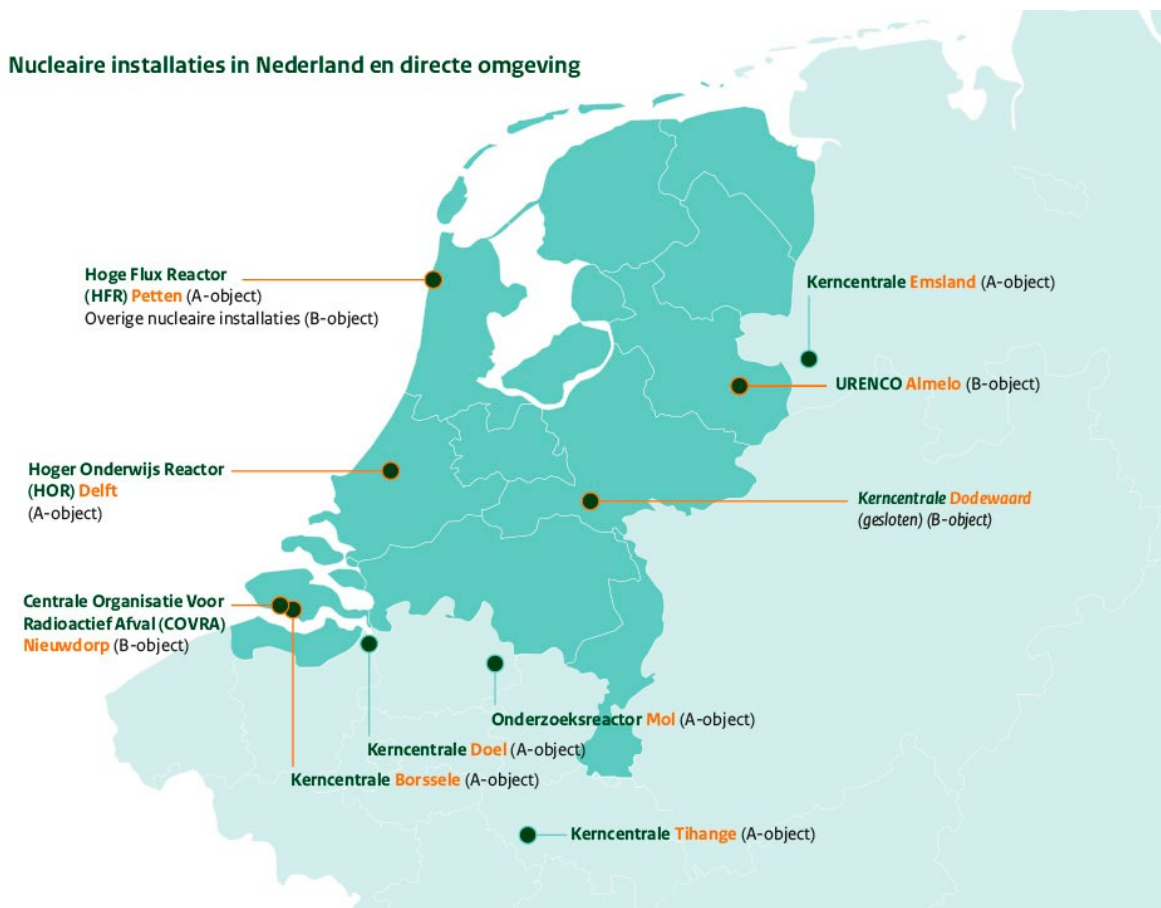 Nucleaire installaties in Nederland en directe omgeving
Hoge Flux Reactor
(HFR) Petten (A-object)
Overige nucleaire installaties (B-object)
Kerncentrale Emsland (A-object)
URENCO Almelo (B-object)
Hoger Onderwijs Reactor
(HOR) Delft
(A-object)
Kerncentrale Dodewaard
(gesloten) (B-object)
Centrale Organisatie Voor
Radioactief Afval (COVRA)
Nieuwdorp (B-object)
Onderzoeksreactor Mol (A-object)
Kerncentrale Doel (A-object)
Kerncentrale Borssele (A-object)
Kerncentrale Tihange (A-object)